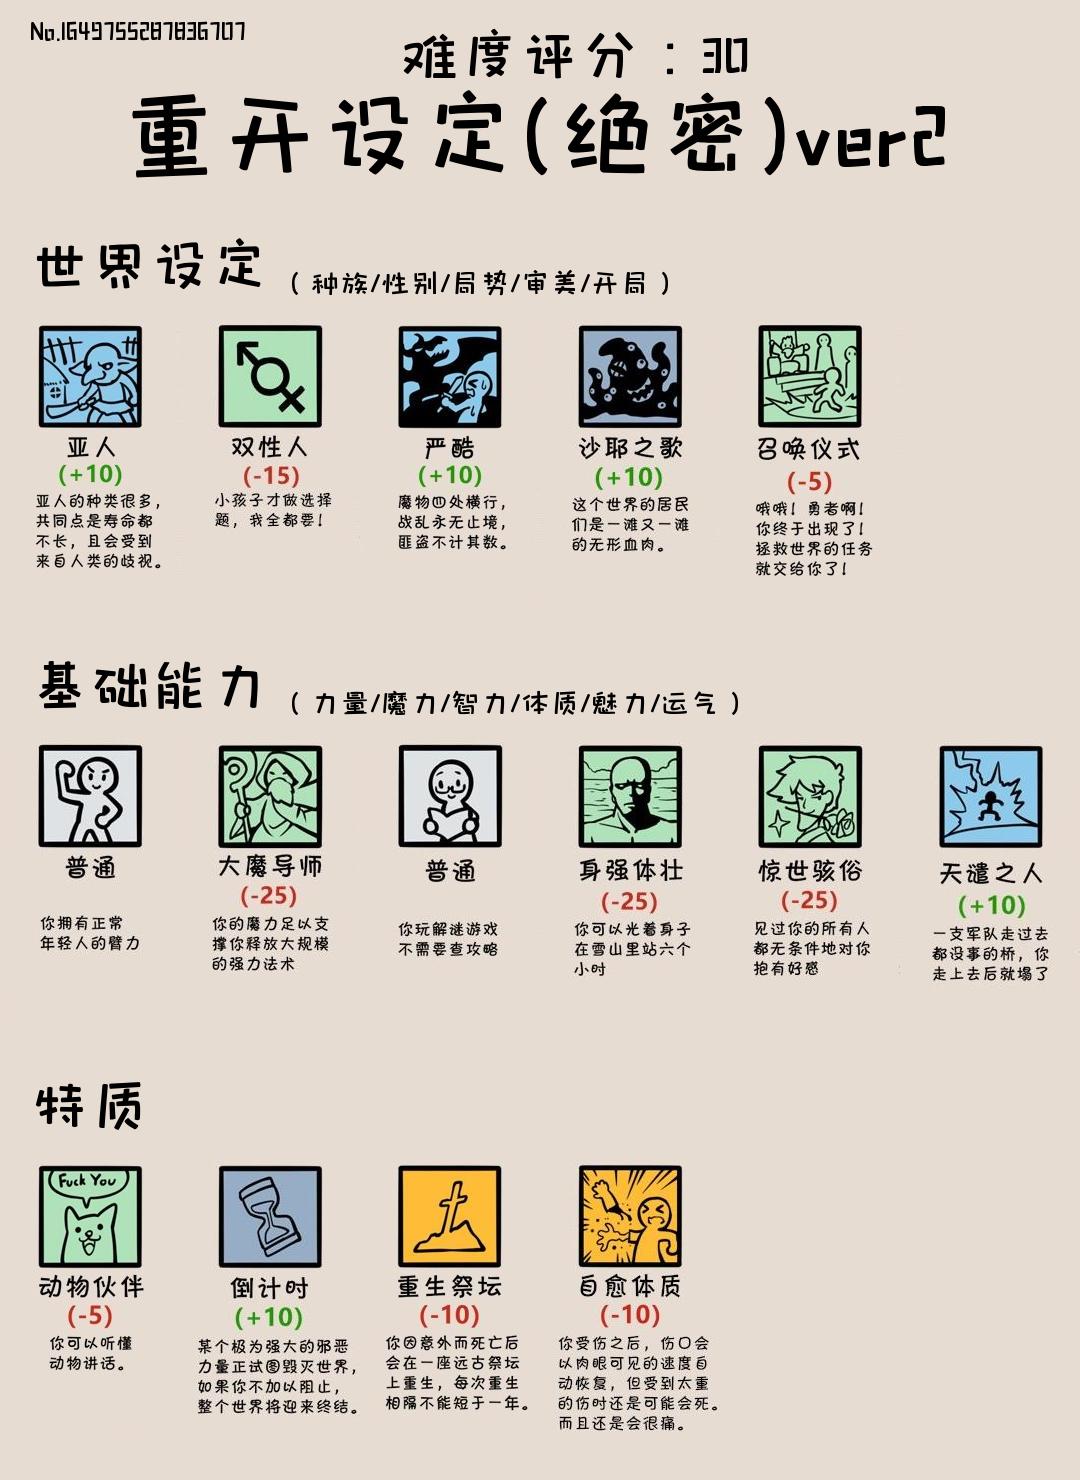 No.1649755287836707
难度评分：30
重开设定(绝密)ver2
世界设定 （种族/性别/局势/审美/开局）
亚人
(+10)
亚人的种类很多，
共同点是寿命都
不长，且会受到
来自人类的歧视。
双性人
(-15)
小孩子才做选择
题，我全都要！
严酷
(+10)
魔物四处横行，
战乱永无止境，
匪盗不计其数。
沙耶之歌
(+10)
这个世界的居民
们是一滩又一滩
的无形血肉。
召唤仪式
(-5)
哦哦！勇者啊！
你终于出现了！
拯救世界的任务
就交给你了！
基础能力 （力量/魔力/智力/体质/魅力/运气）
普通
你拥有正常
年轻人的臂力
大魔导师
(-25)
你的魔力足以支
撑你释放大规模
的强力法术
普通
你玩解谜游戏
不需要查攻略
身强体壮
(-25)
你可以光着身子
在雪山里站六个
小时
惊世骇俗
(-25)
见过你的所有人
都无条件地对你
抱有好感
天谴之人
(+10)
一支军队走过去
都没事的桥，你
走上去后就塌了
特质
Fuck You
动物伙伴
(-5)
你可以听懂
动物讲话。
倒计时
(+10)
某个极为强大的邪恶
力量正试图毁灭世界，
如果你不加以阻止，
整个世界将迎来终结。
重生祭坛
(-10)
你因意外而死亡后
会在一座远古祭坛
上重生，每次重生
相隔不能短于一年。
自愈体质
(-10)
你受伤之后，伤口会
以肉眼可见的速度自
动恢复，但受到太重
的伤时还是可能会死。
而且还是会很痛。